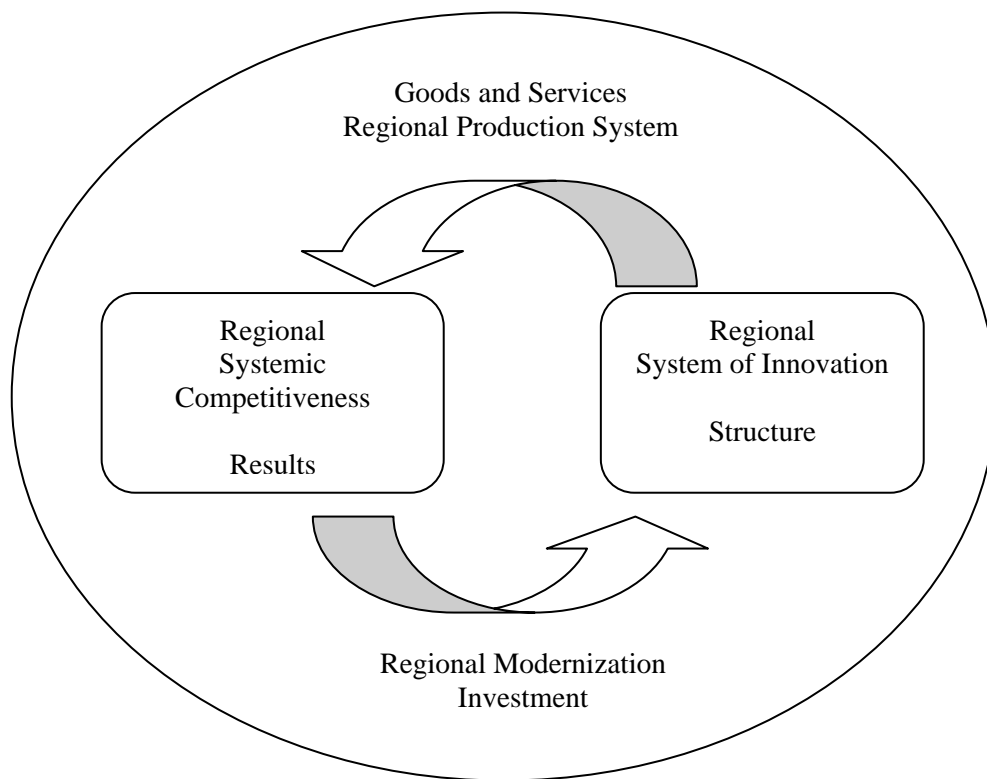 Goods and Services
Regional Production System
Regional
Systemic
Competitiveness
Results
Regional
System of Innovation
Structure
Regional Modernization
Investment